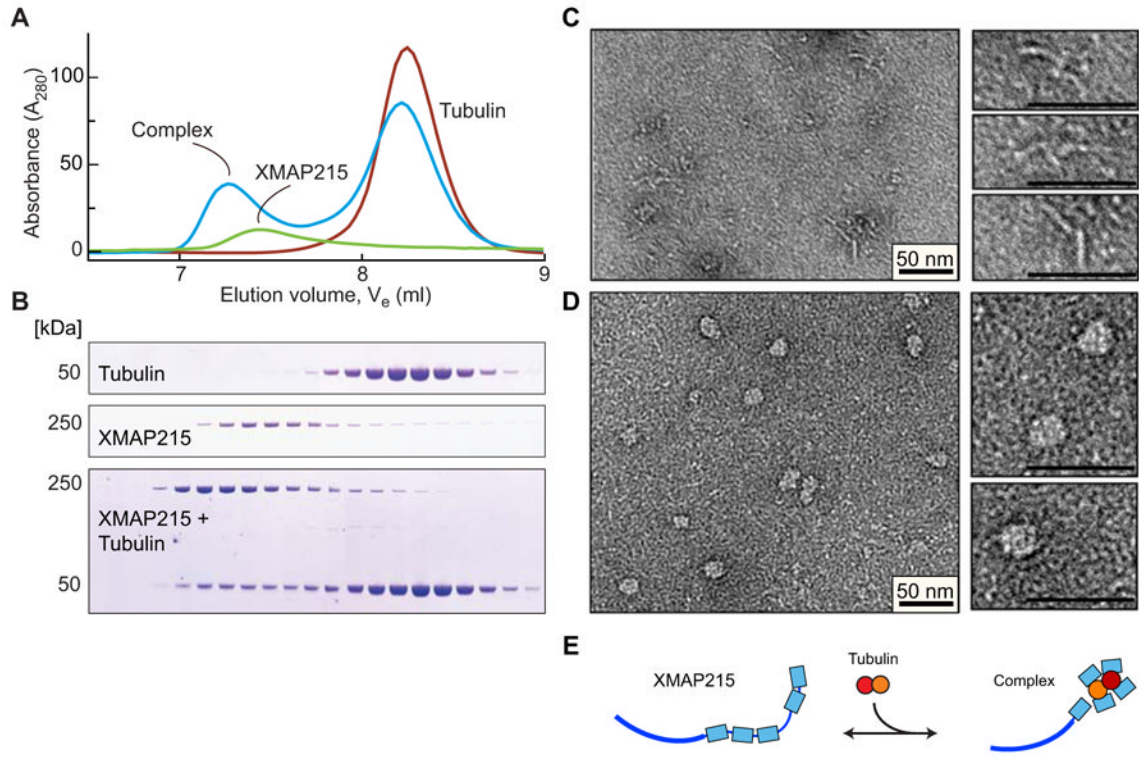 A
Absorbance (A280)
100
50
0
Complex
XMAP215
Tubulin
7
8
9
Elution volume, Ve (ml)
B
[kDa]
50
Tubulin
250
XMAP215
250
XMAP215 +
Tubulin
50
C
50 nm
D
50 nm
E
XMAP215
Tubulin
Complex